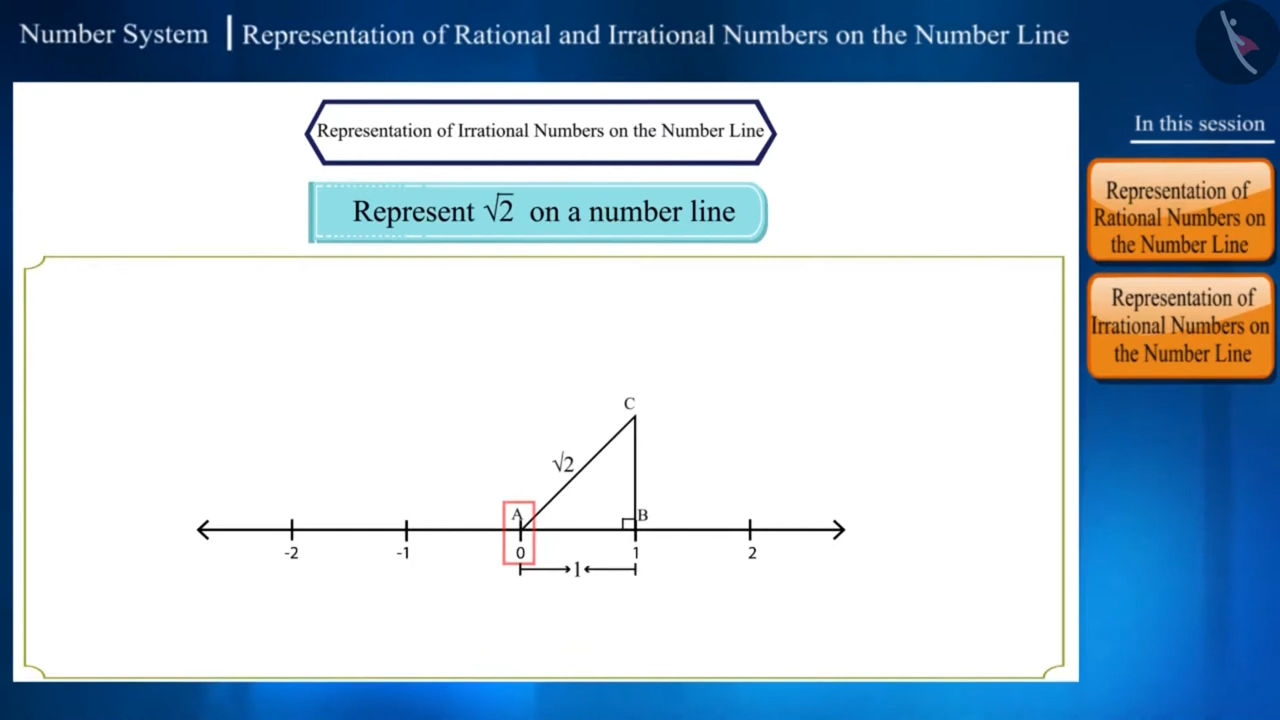 Number System | Representation of Rational and Irrational Numbers on the Number Line
Representation of Irrational Numbers on the Number Line
Represent √2 on a number line
In this session
Representation of
Rational Numbers on
the Number Line
Representation of
Irrational Numbers on
the Number Line
C
√2
A
B
-2
-1
0
1
2
1